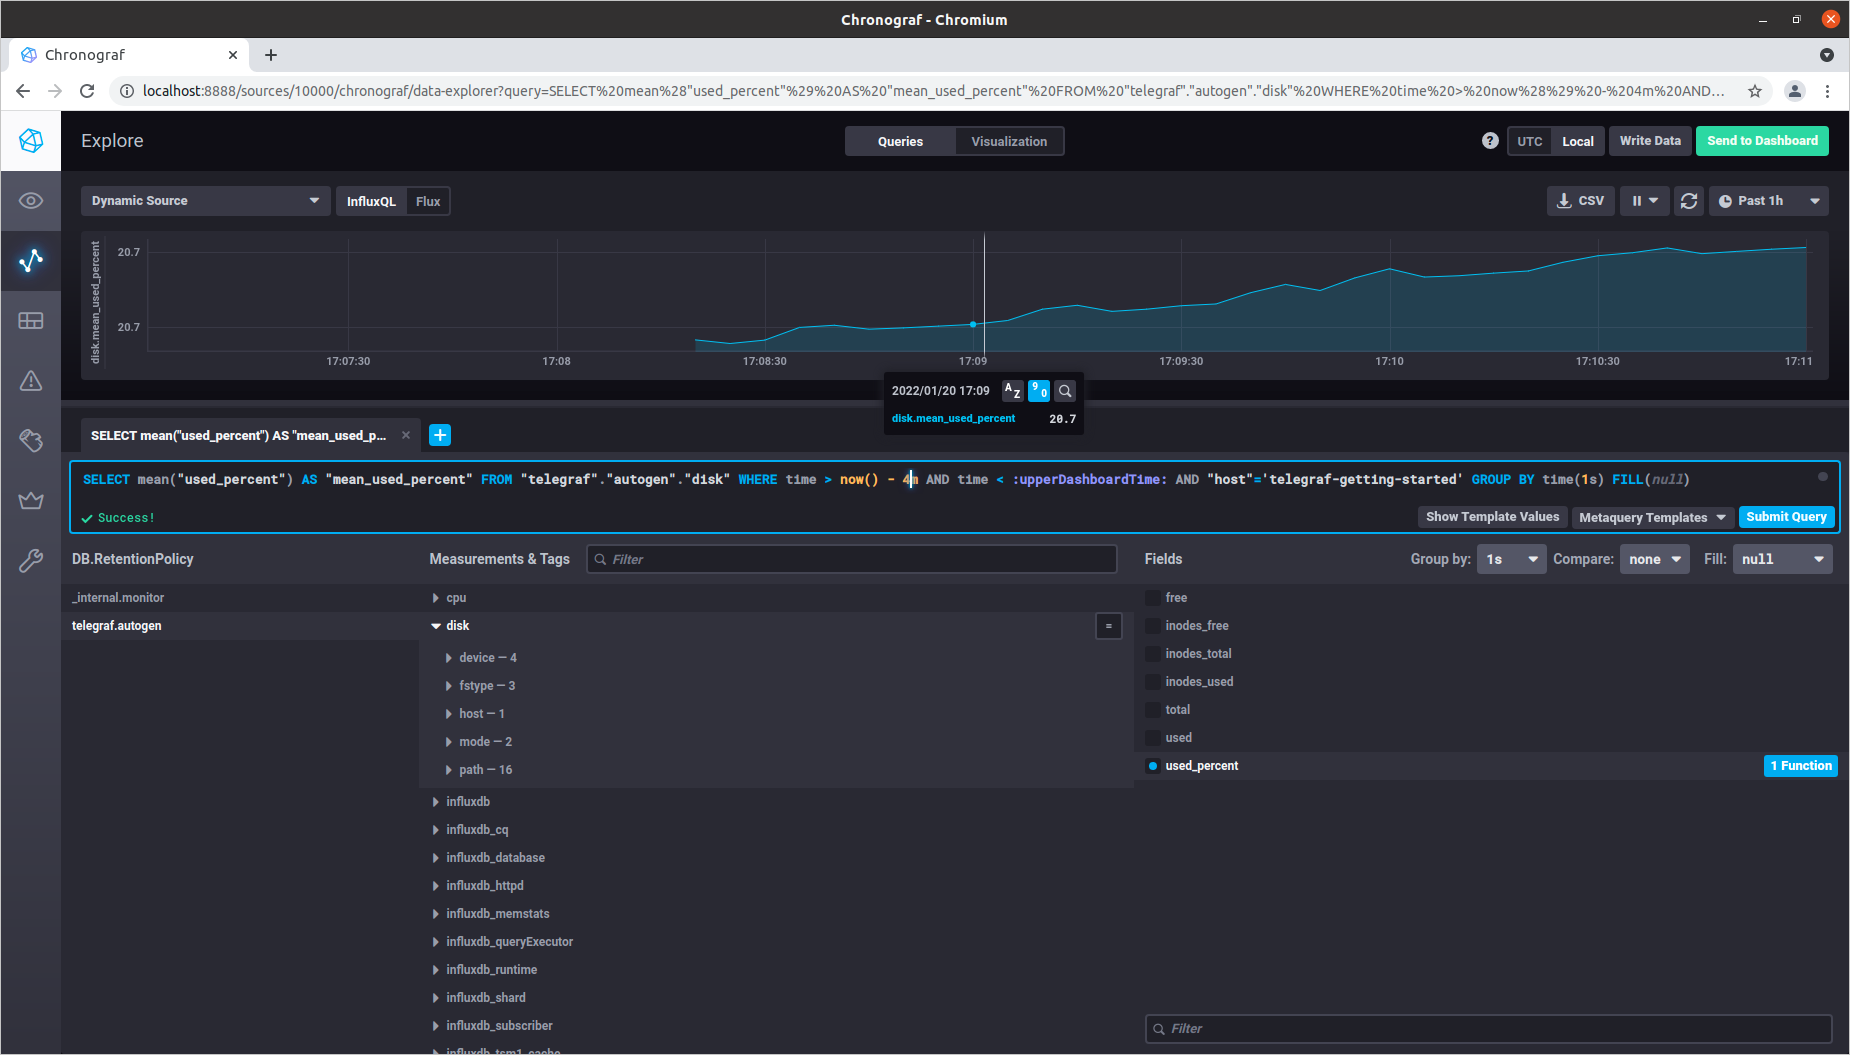 Chronograf - Chromium
Chronograf
localhost:8888/sources/10000/chronograf/data-explorer?query=SELECT%20mean%28"used_percent"%29%20AS%20"mean_used_percent"%20FROM%20"telegraf"."autogen"."disk"%20WHERE%20time%20>%20now%28%29%20-%204m%20AND...
Explore
Queries Visualization
? UTC Local Write Data Send to Dashboard
Dynamic Source InfluxQL Flux CSV Past 1h
disk.mean_used_percent
20.7
20.7
17:07:30 17:08 17:08:30 17:09 17:09:30 17:10 17:10:30 17:11
2022/01/20 17:09 AZ 90
disk.mean_used_percent 20.7
SELECT mean("used_percent") AS "mean_used_p...
SELECT mean("used_percent") AS "mean_used_percent" FROM "telegraf"."autogen"."disk" WHERE time > now() - 4m AND time < :upperDashboardTime: AND "host"='telegraf-getting-started' GROUP BY time(1s) FILL(null)
Success! Show Template Values Metaquery Templates Submit Query
DB.RetentionPolicy Measurements & Tags Filter Fields Group by: 1s Compare: none Fill: null
_internal.monitor
telegraf.autogen
cpu
disk =
device — 4
fstype — 3
host — 1
mode — 2
path — 16
influxdb
influxdb_cq
influxdb_database
influxdb_httpd
influxdb_memstats
influxdb_queryExecutor
influxdb_runtime
influxdb_shard
influxdb_subscriber
influxdb_tsm1_cache
free
inodes_free
inodes_total
inodes_used
total
used
used_percent 1 Function
Filter